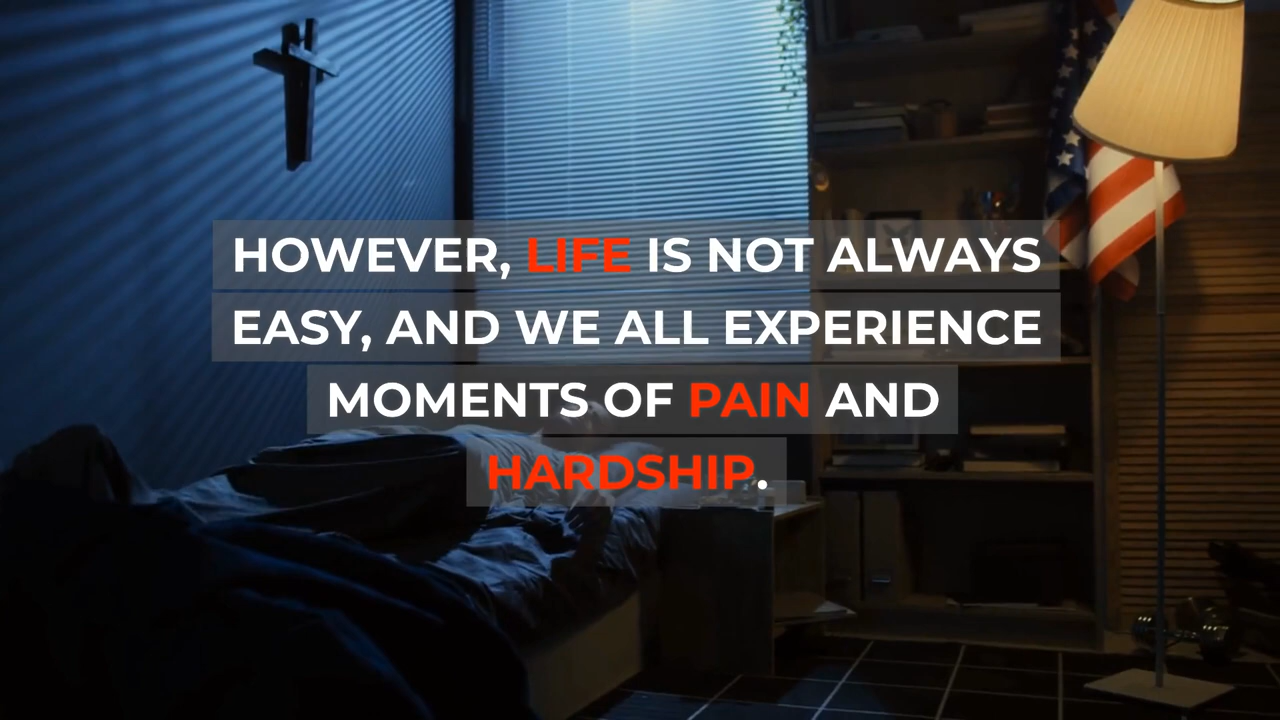 HOWEVER, LIFE IS NOT ALWAYS
EASY, AND WE ALL EXPERIENCE
MOMENTS OF PAIN AND
HARDSHIP.